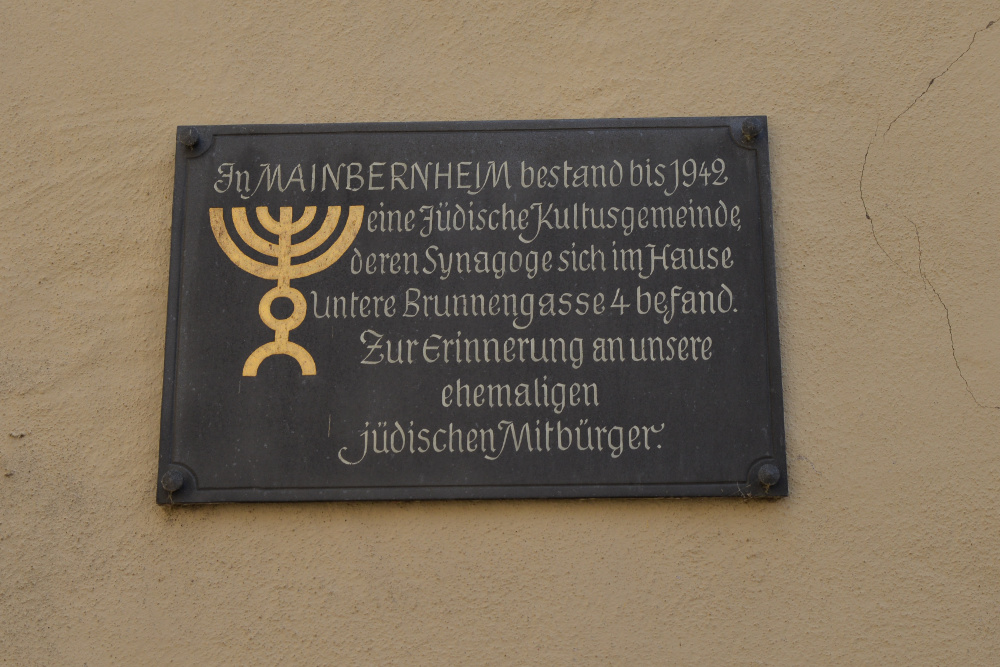 In MAINBERNHEIM bestand bis 1942
eine Jüdische Kultusgemeinde,
deren Synagoge sich im Hause
Untere Brunnengasse 4 befand.
Zur Erinnerung an unsere
ehemaligen
jüdischen Mitbürger.